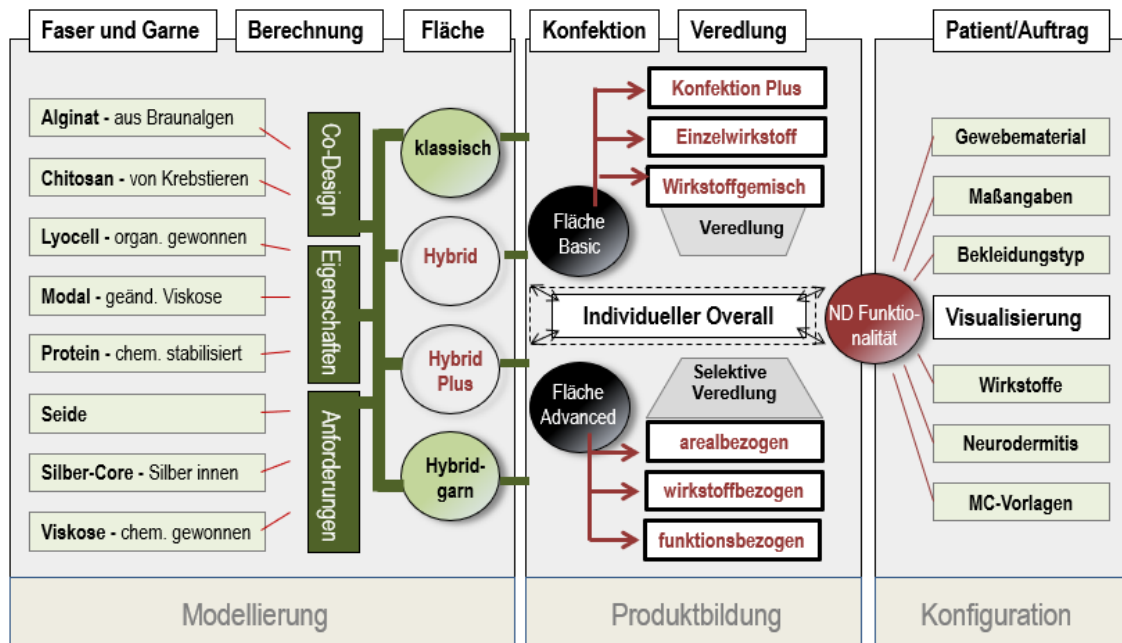 Faser und Garne
Berechnung
Fläche
Konfektion
Veredlung
Patient/Auftrag
Alginat - aus Braunalgen
Chitosan - von Krebstieren
Lyocell - organ. gewonnen
Modal - geänd. Viskose
Protein - chem. stabilisiert
Seide
Silber-Core - Silber innen
Viskose - chem. gewonnen
Co-Design
Eigenschaften
Anforderungen
klassisch
Hybrid
Hybrid
Plus
Hybrid-
garn
Fläche
Basic
Konfektion Plus
Einzelwirkstoff
Wirkstoffgemisch
Veredlung
Individueller Overall
Fläche
Advanced
Selektive
Veredlung
arealbezogen
wirkstoffbezogen
funktionsbezogen
ND Funktio-
nalität
Gewebematerial
Maßangaben
Bekleidungstyp
Visualisierung
Wirkstoffe
Neurodermitis
MC-Vorlagen
Modellierung
Produktbildung
Konfiguration